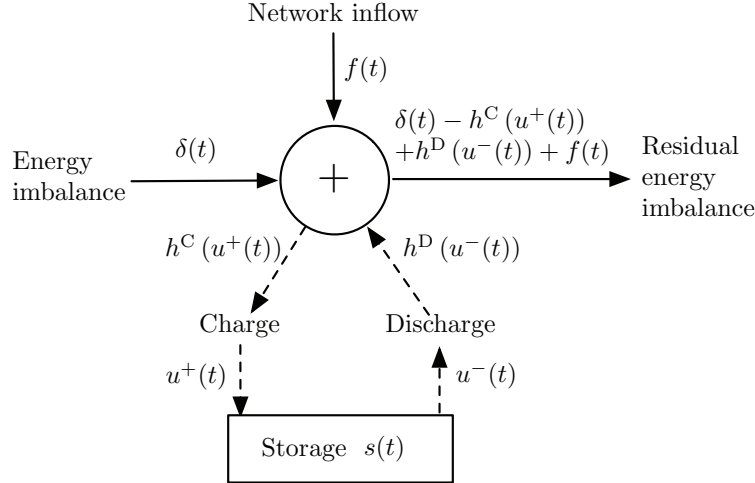 Network inflow
f(t)
δ(t) − h^C (u^+(t))
+h^D (u^−(t)) + f(t)
δ(t)
Energy
imbalance
+
Residual
energy
imbalance
h^C (u^+(t))
h^D (u^−(t))
Charge
Discharge
u^+(t)
u^−(t)
Storage s(t)